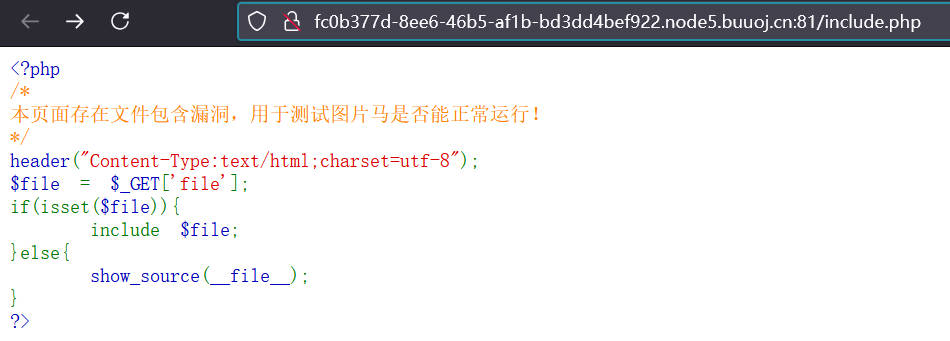 fc0b377d-8ee6-46b5-af1b-bd3dd4bef922.node5.buuoj.cn:81/include.php
<?php
/*
本页面存在文件包含漏洞，用于测试图片马是否能正常运行！
*/
header("Content-Type:text/html;charset=utf-8");
$file  =  $_GET['file'];
if(isset($file)){
        include  $file;
}else{
        show_source(__file__);
}
?>